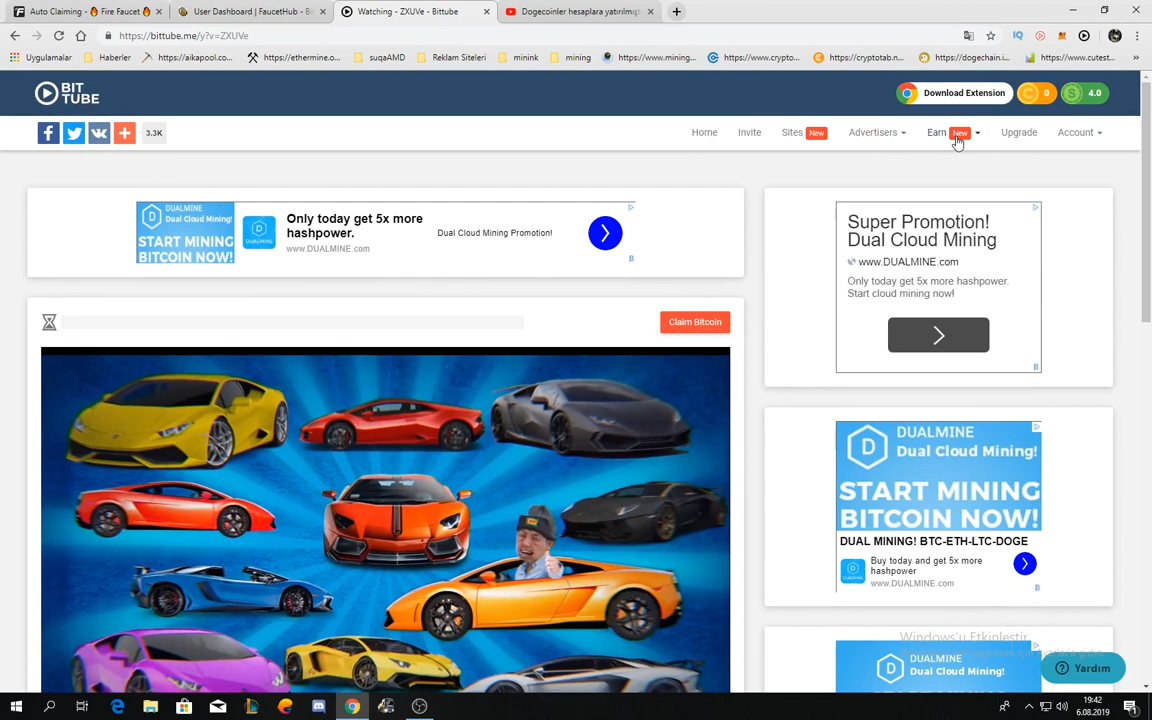 Auto Claiming - 🔥 Fire Faucet 🔥
User Dashboard | FaucetHub - Bi
Watching - ZXUVe - Bittube
Dogecoinler hesaplara yatırılmış
https://bittube.me/y?v=ZXUVe
Uygulamalar
Haberler
https://aikapool.co...
https://ethermine.o...
suqaAMD
Reklam Siteleri
minink
mining
https://www.mining...
https://www.crypto...
https://cryptotab.n...
https://dogechain.i...
https://www.cutest...
BIT
TUBE
Download Extension
0
4.0
3.3K
Home
Invite
Sites New
Advertisers
Earn New
Upgrade
Account
DUALMINE
Dual Cloud Mining!
START MINING
BITCOIN NOW!
DUALMINE
Only today get 5x more
hashpower.
www.DUALMINE.com
Dual Cloud Mining Promotion!
Super Promotion!
Dual Cloud Mining
www.DUALMINE.com
Only today get 5x more hashpower.
Start cloud mining now!
Claim Bitcoin
DUALMINE
Dual Cloud Mining!
START MINING
BITCOIN NOW!
DUAL MINING! BTC-ETH-LTC-DOGE
Buy today and get 5x more
hashpower
www.DUALMINE.com
Windows'u Etkinleştir
DUALMINE
Dual Cloud Mining!
Yardım
19:42
6.08.2019